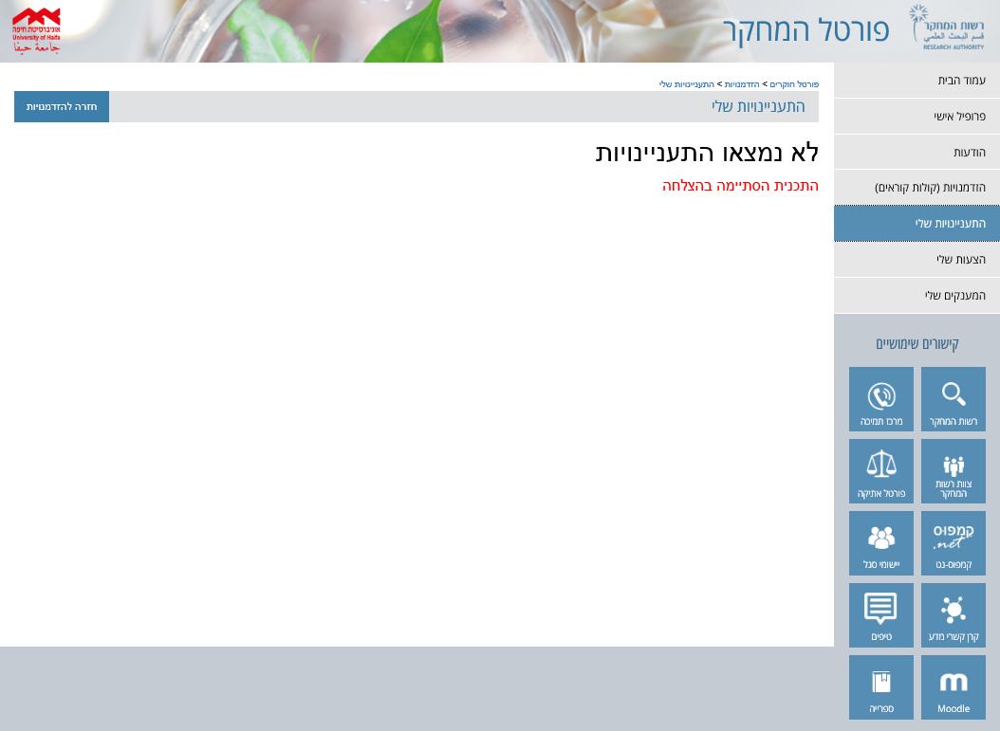 רשות המחקר
قسم البحث العلمي
RESEARCH AUTHORITY
פורטל המחקר
אוניברסיטת חיפה
University of Haifa
جامعة حيفا
עמוד הבית
פרופיל אישי
הודעות
הזדמנויות (קולות קוראים)
התעניינויות שלי
הצעות שלי
המענקים שלי
קישורים שימושיים
רשות המחקר
מרכז תמיכה
צוות רשות
המחקר
פורטל אתיקה
קמפוס
.net
קמפוס-נט
יישומי סגל
קרן קשרי מדע
טיפים
m
Moodle
ספרייה
פורטל חוקרים > הזדמנויות > התעניינויות שלי
התעניינויות שלי
חזרה להזדמנויות
לא נמצאו התעניינויות
התכנית הסתיימה בהצלחה